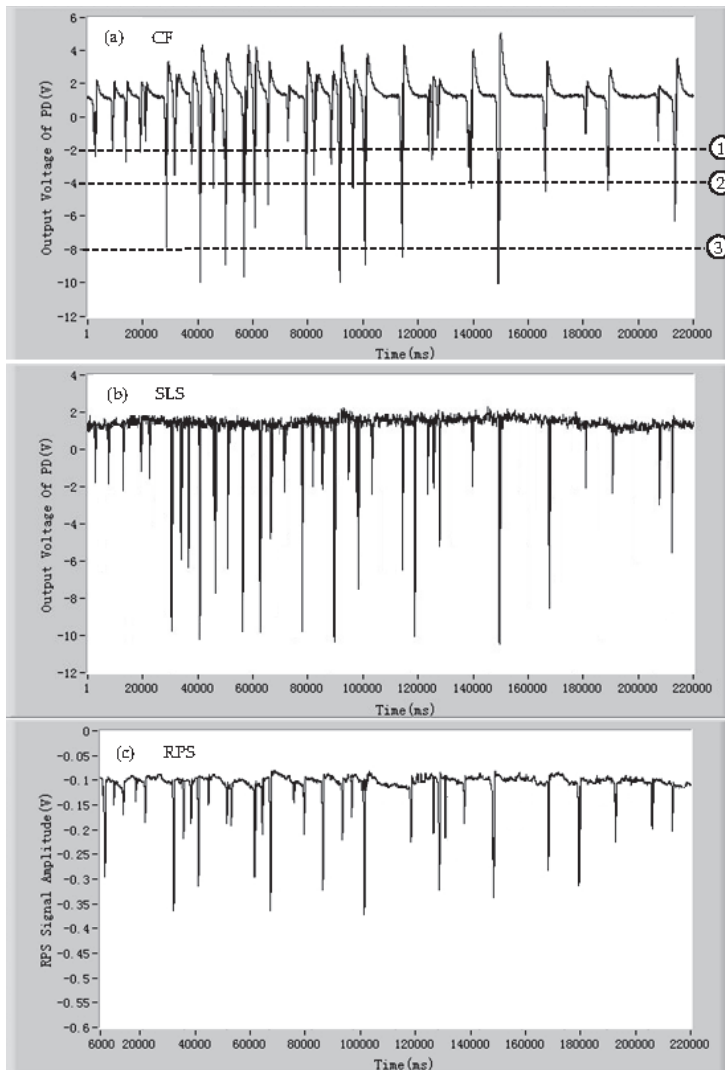 (a) CF
6
4
2
0
-2
-4
-6
-8
-10
-12
Output Voltage Of PD(V)
1
2
3
1 20000 40000 60000 80000 100000 120000 140000 160000 180000 200000 220000
Time(ms)
(b) SLS
4
2
0
-2
-4
-6
-8
-10
-12
Output Voltage Of PD(V)
1 20000 40000 60000 80000 100000 120000 140000 160000 180000 200000 220000
Time(ms)
(c) RPS
0
-0.05
-0.1
-0.15
-0.2
-0.25
-0.3
-0.35
-0.4
-0.45
-0.5
-0.55
-0.6
RPS Signal Amplitude(V)
6000 20000 40000 60000 80000 100000 120000 140000 160000 180000 200000 220000
Time(ms)